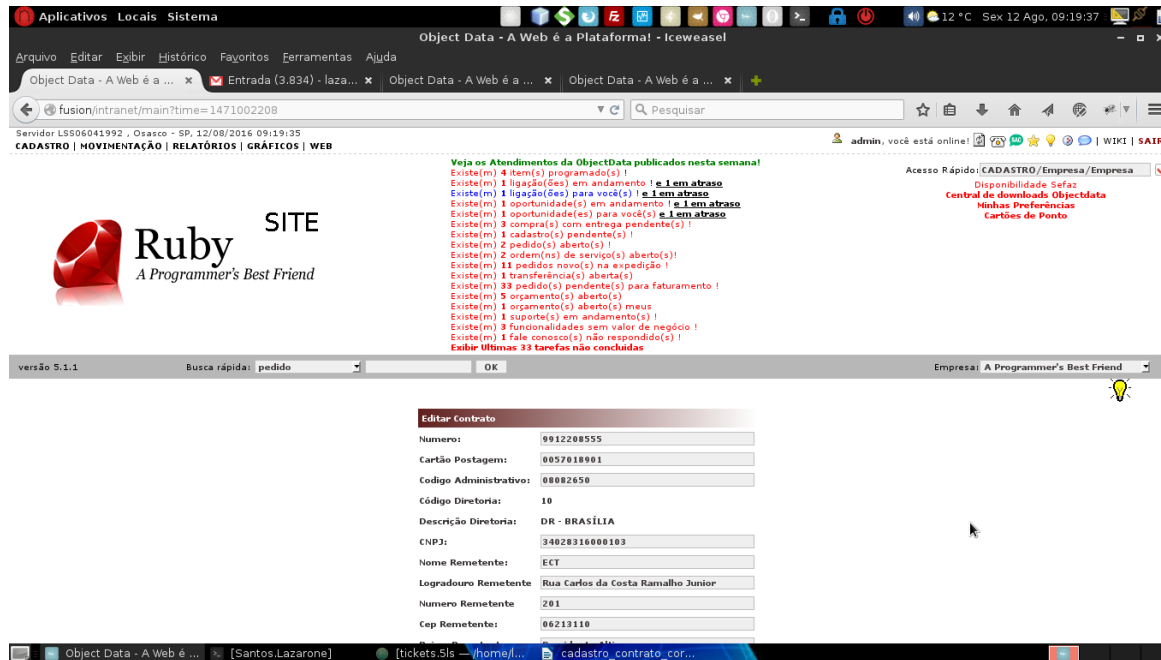 Aplicativos Locais Sistema
12 °C Sex 12 Ago, 09:19:37
Object Data - A Web é a Plataforma! - Iceweasel
Arquivo Editar Exibir Histórico Favoritos Ferramentas Ajuda
Object Data - A Web é a ... Entrada (3.834) - laza... Object Data - A Web é a ... Object Data - A Web é a ...
fusion/intranet/main?time=1471002208 Pesquisar
Servidor LSS06041992 , Osasco - SP, 12/08/2016 09:19:35
CADASTRO | MOVIMENTAÇÃO | RELATÓRIOS | GRÁFICOS | WEB
admin, você está online! | WIKI | SAIR
Veja os Atendimentos da ObjectData publicados nesta semana!
Existe(m) 4 item(s) programado(s) !
Existe(m) 1 ligação(ões) em andamento ! e 1 em atraso
Existe(m) 1 ligação(ões) para você(s) ! e 1 em atraso
Existe(m) 1 oportunidade(s) em andamento ! e 1 em atraso
Existe(m) 1 oportunidade(es) para você(s) e 1 em atraso
Existe(m) 3 compra(s) com entrega pendente(s) !
Existe(m) 1 cadastro(s) pendente(s) !
Existe(m) 2 pedido(s) aberto(s) !
Existe(m) 2 ordem(ns) de serviço(s) aberto(s)!
Existe(m) 11 pedidos novo(s) na expedição !
Existe(m) 1 transferência(s) aberta(s)
Existe(m) 33 pedido(s) pendente(s) para faturamento !
Existe(m) 5 orçamento(s) aberto(s)
Existe(m) 1 orçamento(s) aberto(s) meus
Existe(m) 1 suporte(s) em andamento(s) !
Existe(m) 3 funcionalidades sem valor de negócio !
Existe(m) 1 fale conosco(s) não respondido(s) !
Exibir Ultimas 33 tarefas não concluidas
Acesso Rápido: CADASTRO/Empresa/Empresa
Disponibilidade Sefaz
Central de downloads Objectdata
Minhas Preferências
Cartões de Ponto
SITE
Ruby
A Programmer's Best Friend
versão 5.1.1 Busca rápida: pedido OK Empresa: A Programmer's Best Friend
Editar Contrato
Numero: 9912208555
Cartão Postagem: 0057018901
Codigo Administrativo: 08082650
Código Diretoria: 10
Descrição Diretoria: DR - BRASÍLIA
CNPJ: 34028316000103
Nome Remetente: ECT
Logradouro Remetente Rua Carlos da Costa Ramalho Junior
Numero Remetente 201
Cep Remetente: 06213110
Object Data - A Web é ... [Santos.Lazarone] [tickets.5ls — /home/l... cadastro_contrato_cor...